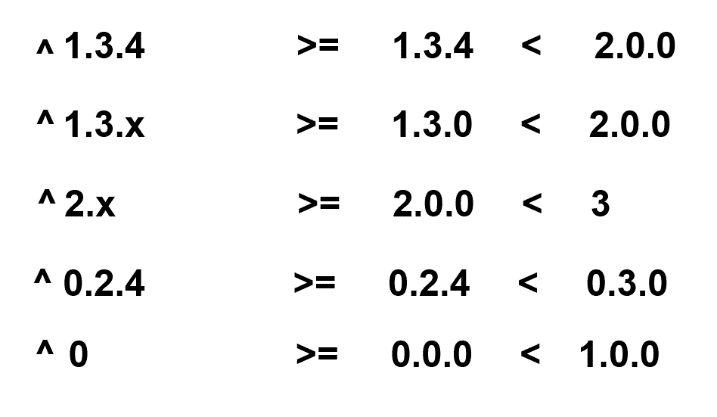 ^ 1.3.4 >= 1.3.4 < 2.0.0
^ 1.3.x >= 1.3.0 < 2.0.0
^ 2.x >= 2.0.0 < 3
^ 0.2.4 >= 0.2.4 < 0.3.0
^ 0 >= 0.0.0 < 1.0.0